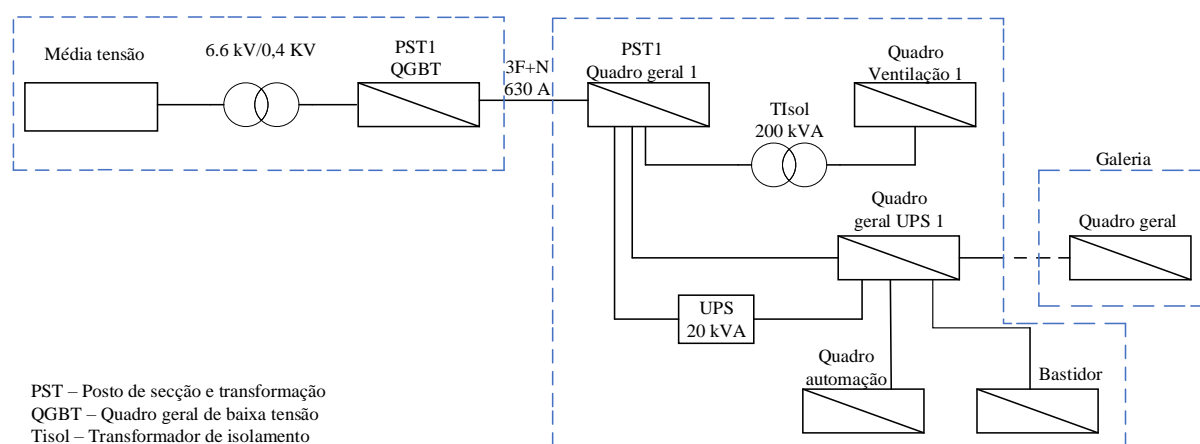 Média tensão
6.6 kV/0,4 KV
PST1
QGBT
3F+N
630 A
PST1
Quadro geral 1
TIsol
200 kVA
Quadro
Ventilação 1
Galeria
Quadro
geral UPS 1
Quadro geral
UPS
20 kVA
Quadro
automação
Bastidor
PST – Posto de secção e transformação
QGBT – Quadro geral de baixa tensão
Tisol – Transformador de isolamento